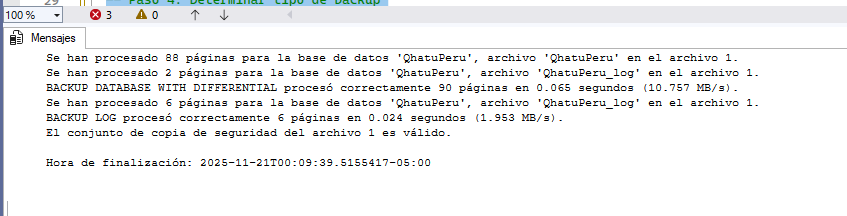 29
Paso 4: Determinar tipo de backup
100 %
3
0
Mensajes
Se han procesado 88 páginas para la base de datos 'QhatuPeru', archivo 'QhatuPeru' en el archivo 1.
Se han procesado 2 páginas para la base de datos 'QhatuPeru', archivo 'QhatuPeru_log' en el archivo 1.
BACKUP DATABASE WITH DIFFERENTIAL procesó correctamente 90 páginas en 0.065 segundos (10.757 MB/s).
Se han procesado 6 páginas para la base de datos 'QhatuPeru', archivo 'QhatuPeru_log' en el archivo 1.
BACKUP LOG procesó correctamente 6 páginas en 0.024 segundos (1.953 MB/s).
El conjunto de copia de seguridad del archivo 1 es válido.
Hora de finalización: 2025-11-21T00:09:39.5155417-05:00